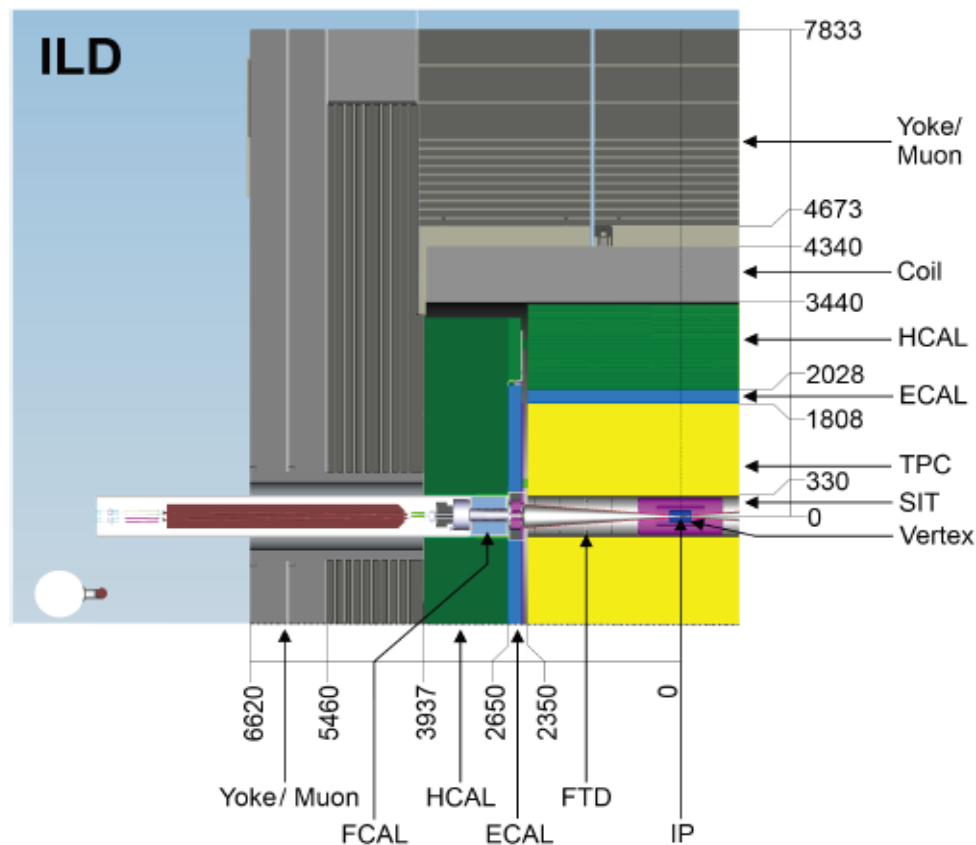 ILD
7833
Yoke/
Muon
4673
4340
Coil
3440
HCAL
2028
ECAL
1808
TPC
330
SIT
0
Vertex
6620
5460
3937
2650
2350
0
Yoke/ Muon
HCAL
FTD
FCAL
ECAL
IP